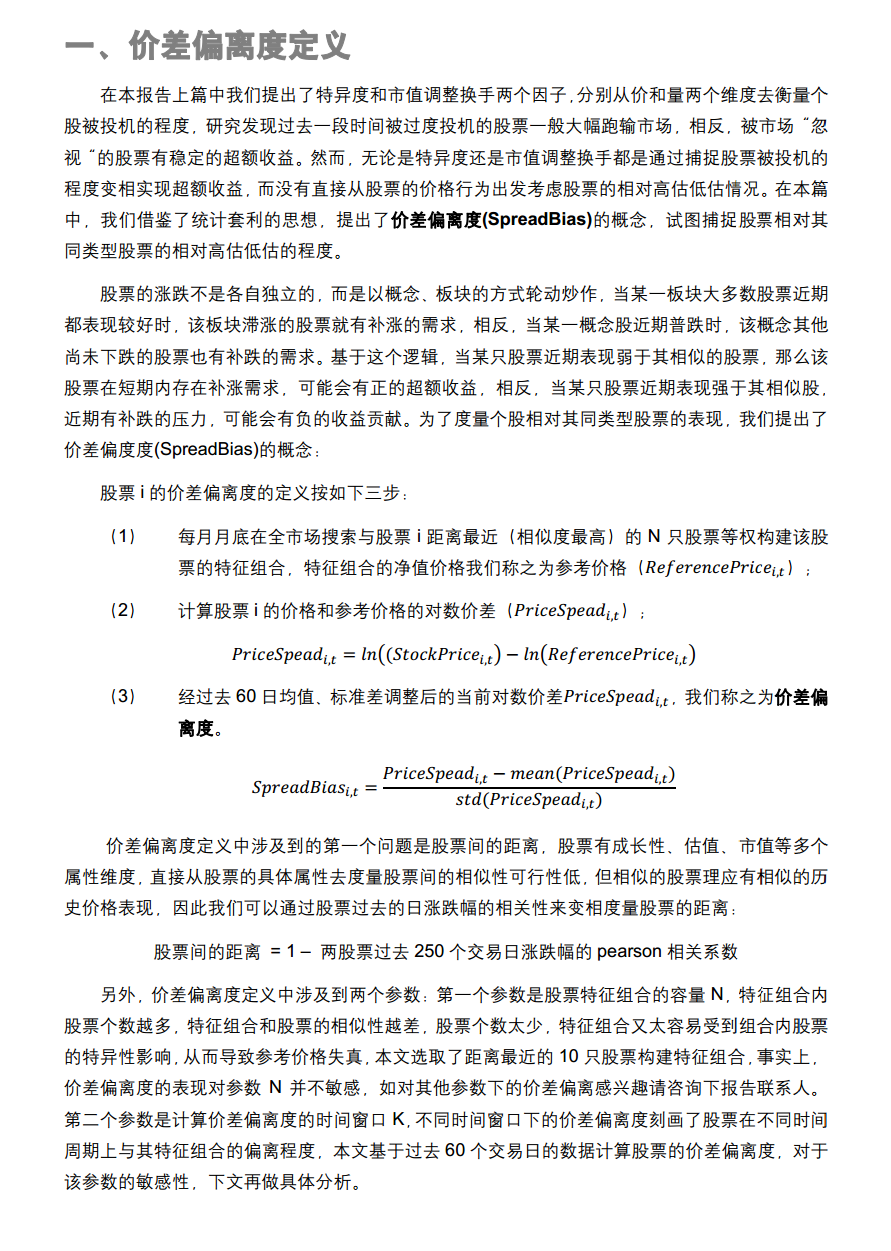 一、价差偏离度定义
在本报告上篇中我们提出了特异度和市值调整换手两个因子，分别从价和量两个维度去衡量个
股被投机的程度，研究发现过去一段时间被过度投机的股票一般大幅跑输市场，相反，被市场“忽
视“的股票有稳定的超额收益。然而，无论是特异度还是市值调整换手都是通过捕捉股票被投机的
程度变相实现超额收益，而没有直接从股票的价格行为出发考虑股票的相对高估低估情况。在本篇
中，我们借鉴了统计套利的思想，提出了价差偏离度(SpreadBias)的概念，试图捕捉股票相对其
同类型股票的相对高估低估的程度。
股票的涨跌不是各自独立的，而是以概念、板块的方式轮动炒作，当某一板块大多数股票近期
都表现较好时，该板块滞涨的股票就有补涨的需求，相反，当某一概念股近期普跌时，该概念其他
尚未下跌的股票也有补跌的需求。基于这个逻辑，当某只股票近期表现弱于其相似的股票，那么该
股票在短期内存在补涨需求，可能会有正的超额收益，相反，当某只股票近期表现强于其相似股，
近期有补跌的压力，可能会有负的收益贡献。为了度量个股相对其同类型股票的表现，我们提出了
价差偏度度(SpreadBias)的概念：
股票 i 的价差偏离度的定义按如下三步：
（1） 每月月底在全市场搜索与股票 i 距离最近（相似度最高）的 N 只股票等权构建该股
票的特征组合，特征组合的净值价格我们称之为参考价格（ReferencePrice_{i,t}）；
（2） 计算股票 i 的价格和参考价格的对数价差（PriceSpead_{i,t}）；
PriceSpead_{i,t} = ln((StockPrice_{i,t}) − ln(ReferencePrice_{i,t})
（3） 经过去 60 日均值、标准差调整后的当前对数价差PriceSpead_{i,t}，我们称之为价差偏
离度。
SpreadBias_{i,t} = \frac{PriceSpead_{i,t} − mean(PriceSpead_{i,t})}{std(PriceSpead_{i,t})}
价差偏离度定义中涉及到的第一个问题是股票间的距离，股票有成长性、估值、市值等多个
属性维度，直接从股票的具体属性去度量股票间的相似性可行性低，但相似的股票理应有相似的历
史价格表现，因此我们可以通过股票过去的日涨跌幅的相关性来变相度量股票的距离：
股票间的距离 = 1 – 两股票过去 250 个交易日涨跌幅的 pearson 相关系数
另外，价差偏离度定义中涉及到两个参数：第一个参数是股票特征组合的容量 N，特征组合内
股票个数越多，特征组合和股票的相似性越差，股票个数太少，特征组合又太容易受到组合内股票
的特异性影响，从而导致参考价格失真，本文选取了距离最近的 10 只股票构建特征组合，事实上，
价差偏离度的表现对参数 N 并不敏感，如对其他参数下的价差偏离感兴趣请咨询下报告联系人。
第二个参数是计算价差偏离度的时间窗口 K，不同时间窗口下的价差偏离度刻画了股票在不同时间
周期上与其特征组合的偏离程度，本文基于过去 60 个交易日的数据计算股票的价差偏离度，对于
该参数的敏感性，下文再做具体分析。